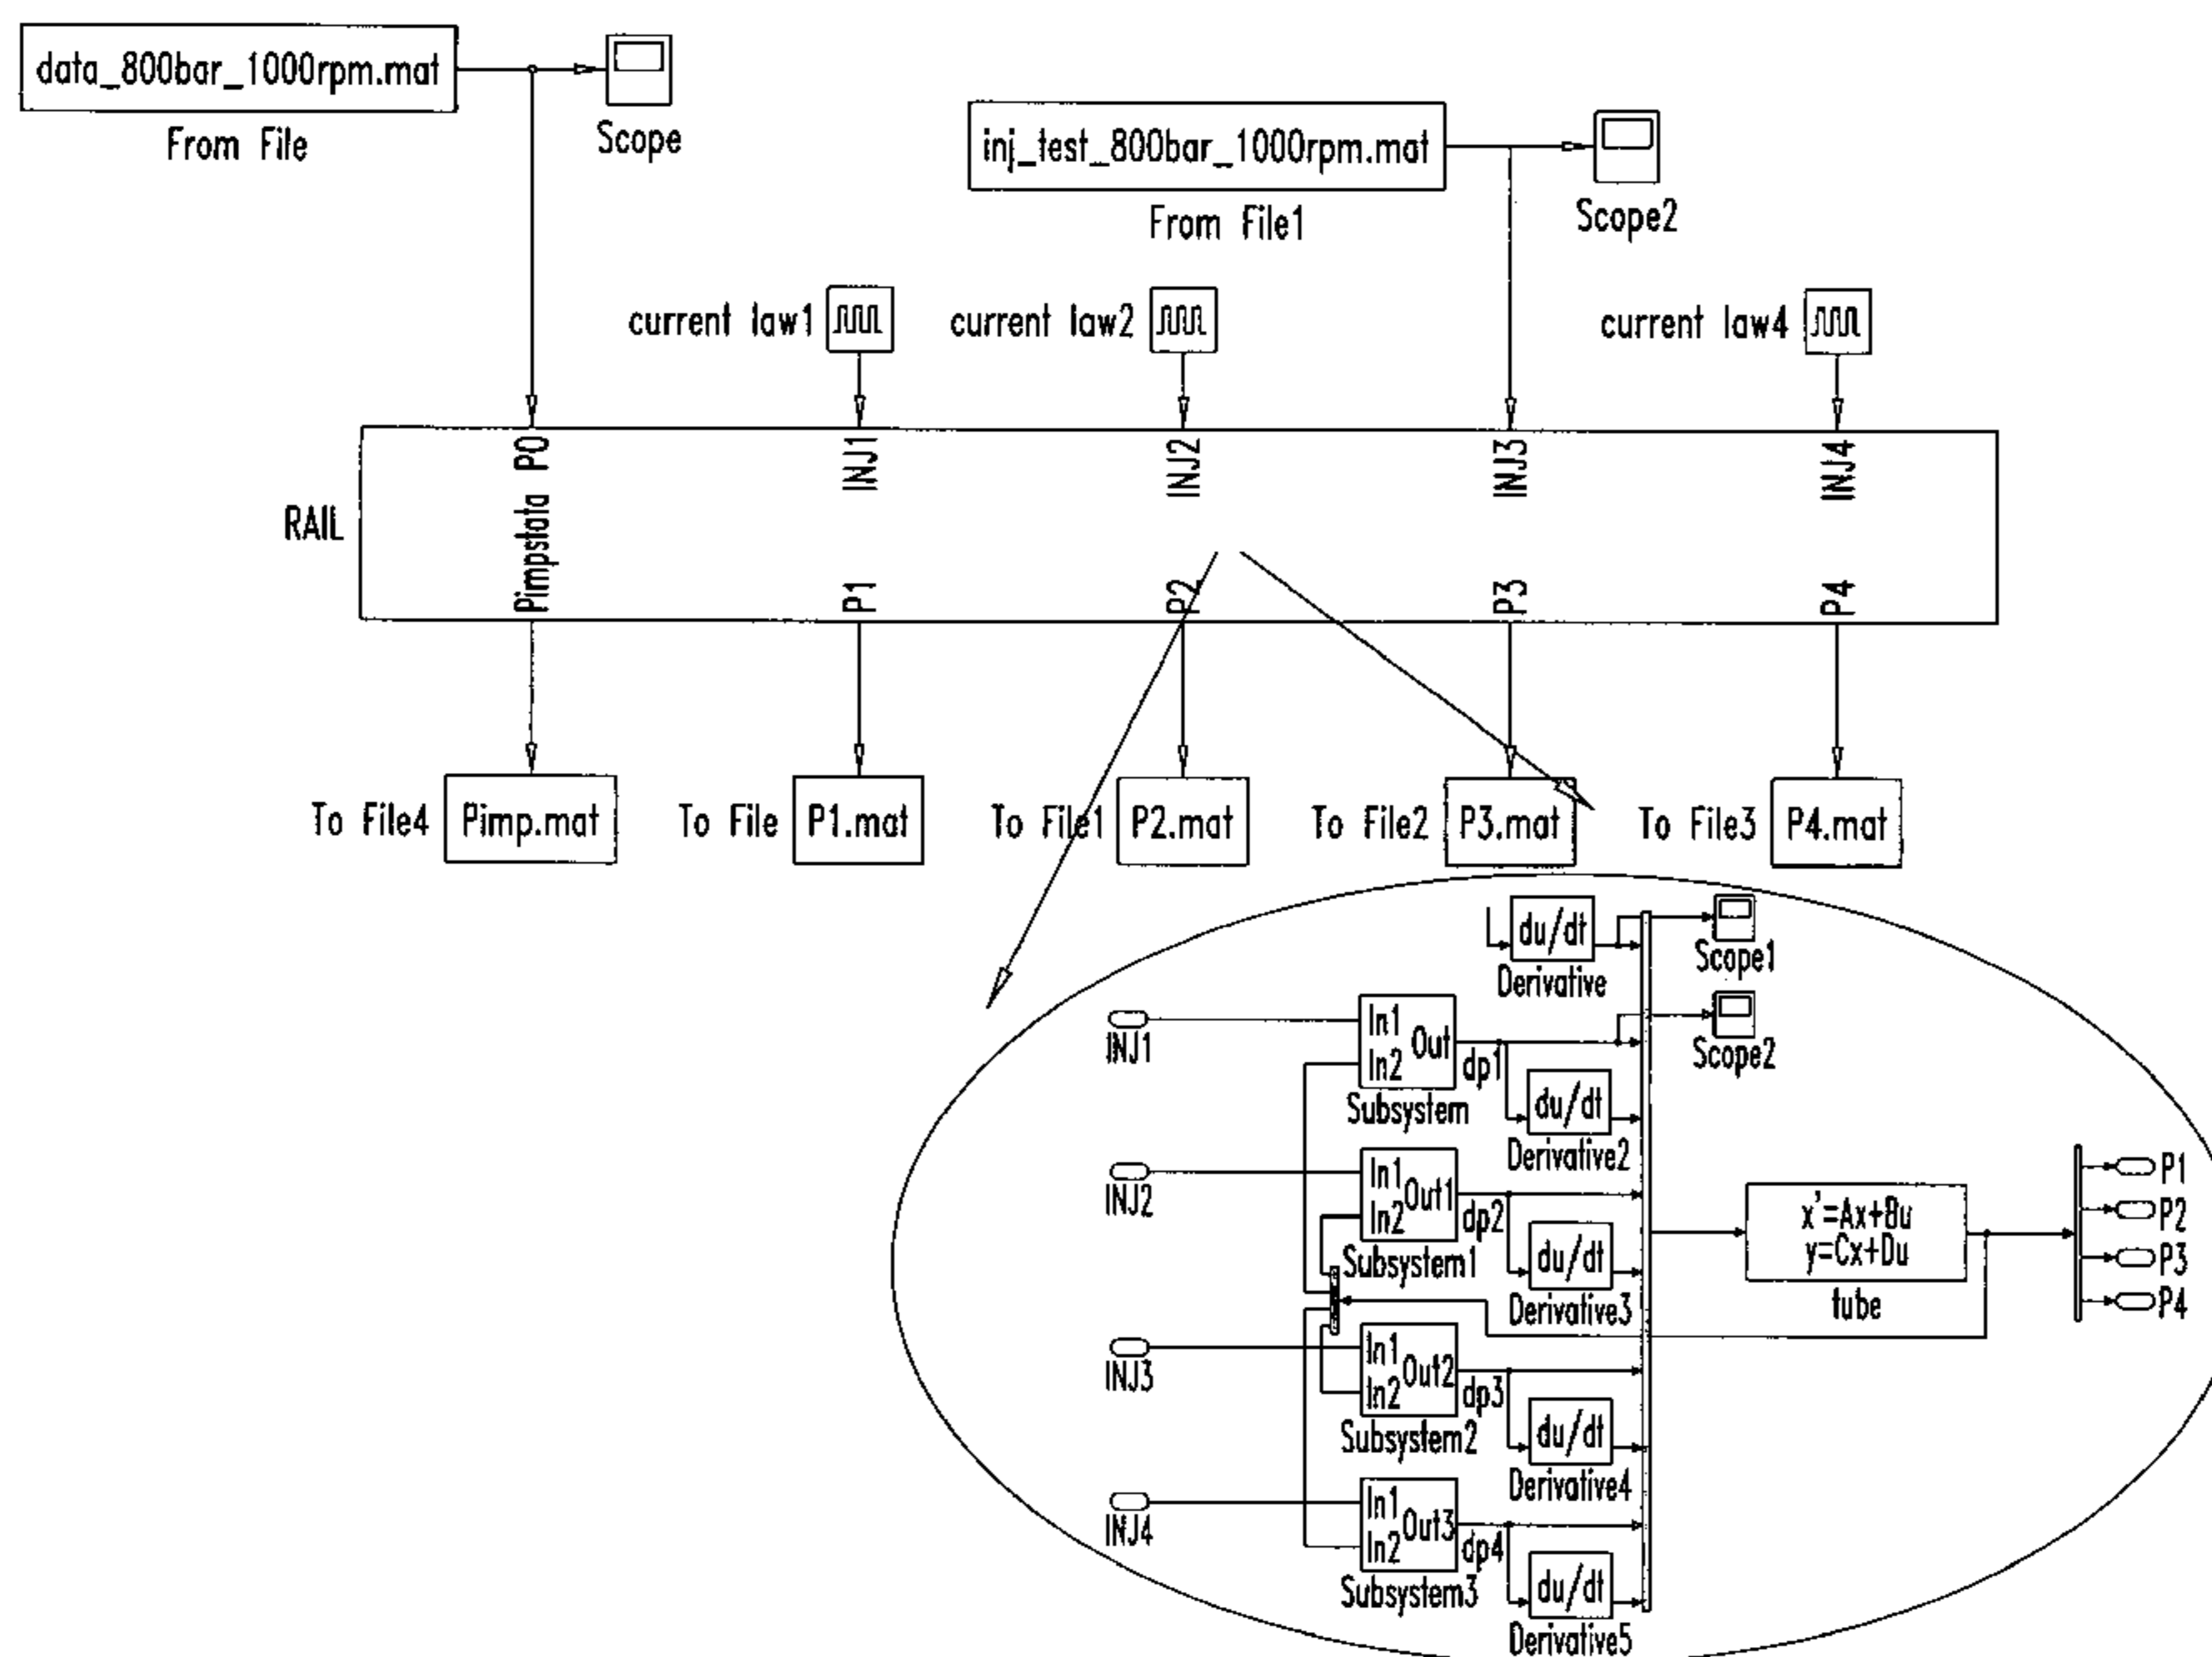 data_800bar_1000rpm.mat
From File
Scope
inj_test_800bar_1000rpm.mat
From File1
Scope2
current law1
current law2
current law4
RAIL
Pimpstata P0
INJ1
INJ2
INJ3
INJ4
P1
P2
P3
P4
To File4
Pimp.mat
To File
P1.mat
To File1
P2.mat
To File2
P3.mat
To File3
P4.mat
du/dt
Derivative
Scope1
Scope2
INJ1
In1
In2
Out
Subsystem
dp1
du/dt
Derivative2
INJ2
In1
In2
Out1
Subsystem1
dp2
du/dt
Derivative3
INJ3
In1
In2
Out2
Subsystem2
dp3
du/dt
Derivative4
INJ4
In1
In2
Out3
Subsystem3
dp4
du/dt
Derivative5
x'=Ax+Bu
y=Cx+Du
tube
P1
P2
P3
P4